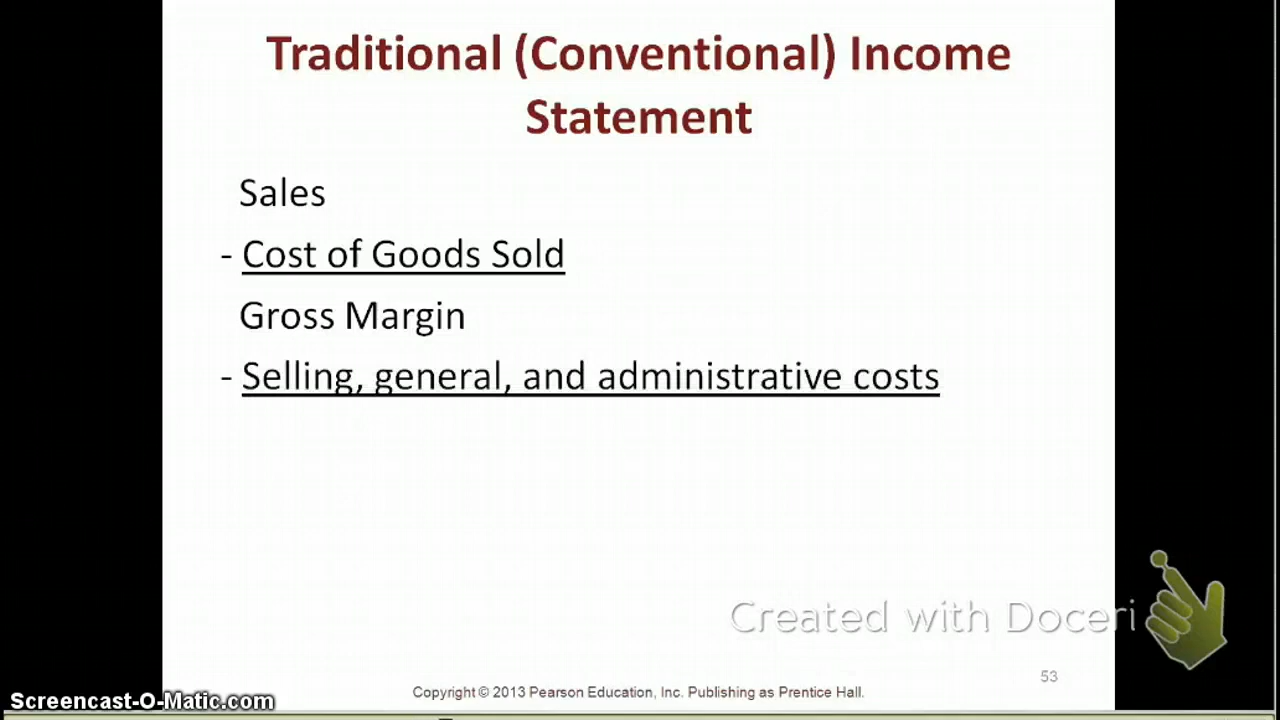 Traditional (Conventional) Income
Statement
Sales
- Cost of Goods Sold
Gross Margin
- Selling, general, and administrative costs
Created with Doceri
53
Copyright © 2013 Pearson Education, Inc. Publishing as Prentice Hall.
Screencast-O-Matic.com